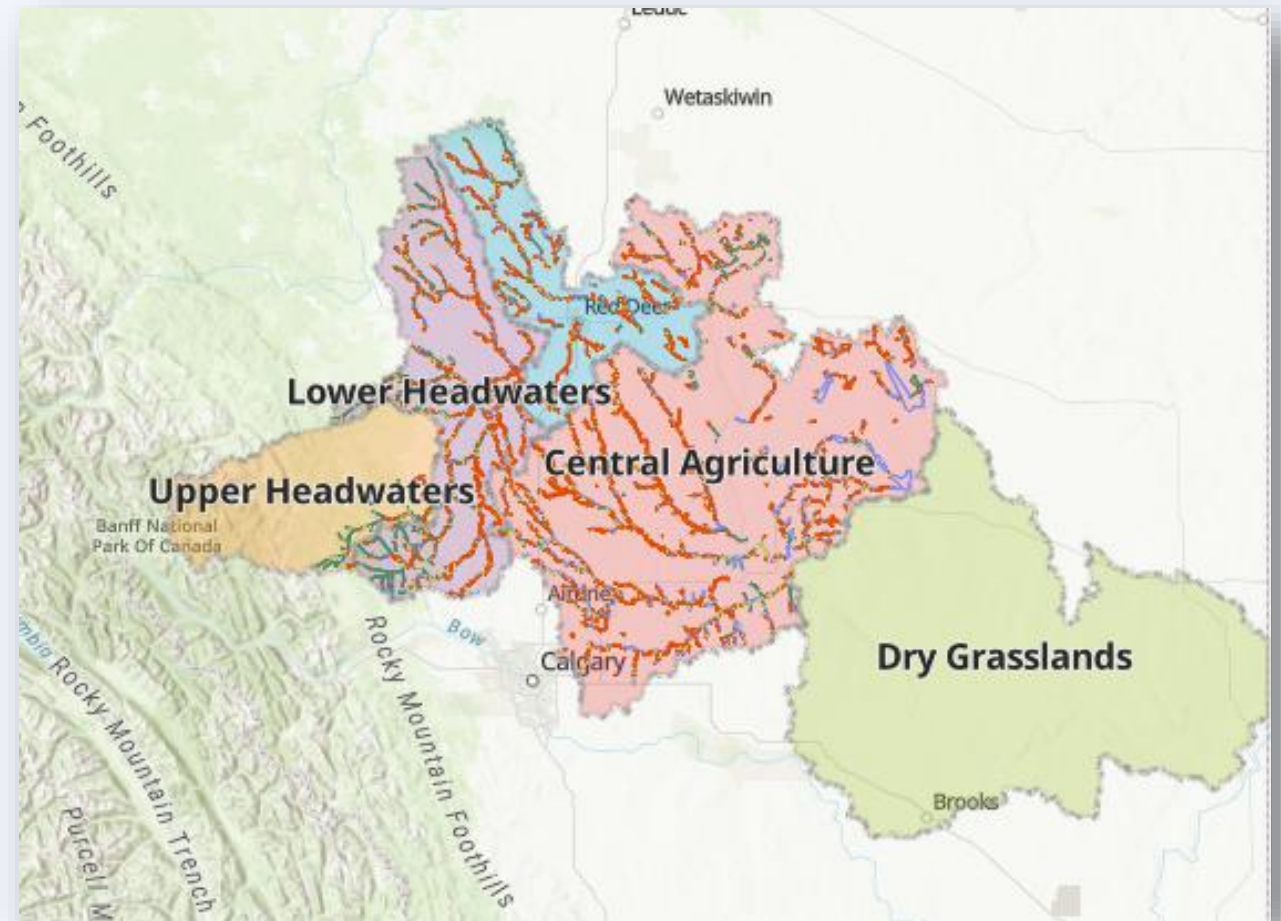 Leduc
Wetaskiwin
Foothills
Red Deer
Lower Headwaters
Central Agriculture
Upper Headwaters
Banff National
Park Of Canada
Airdrie
Bow
Calgary
Dry Grasslands
Rocky Mountain Foothills
Rocky Mountain Trench
Brooks
Purcell M